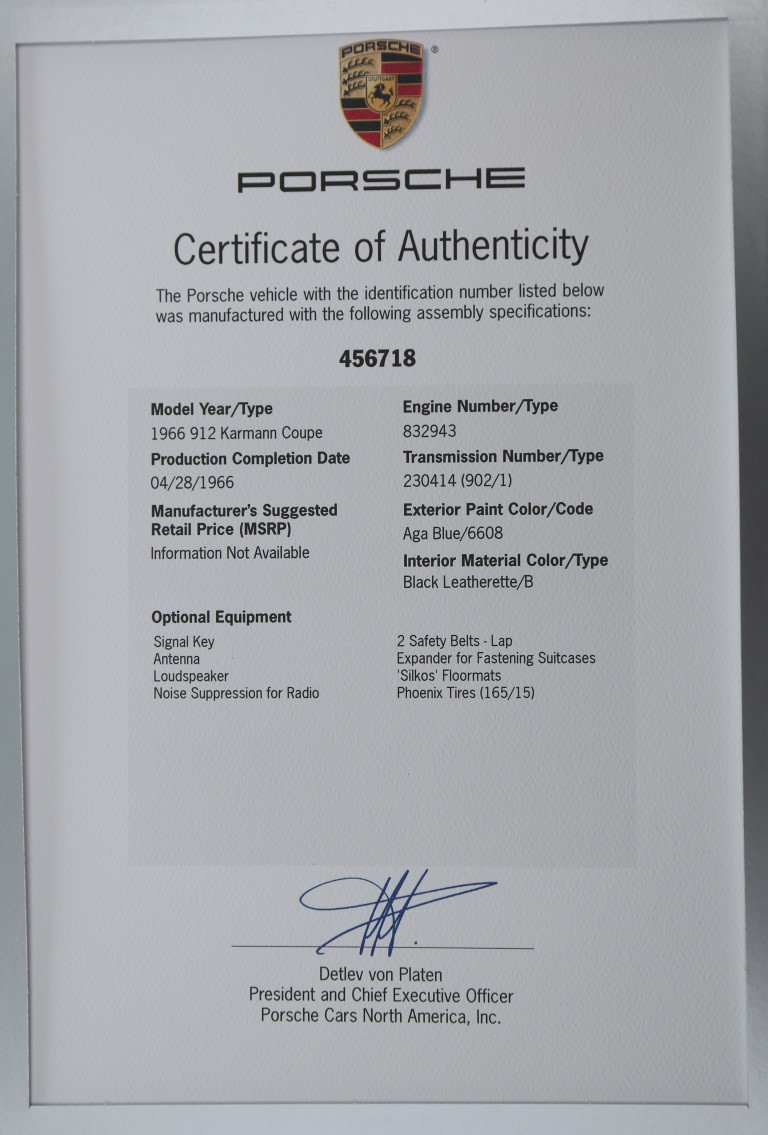 PORSCHE
®
STUTTGART
PORSCHE
Certificate of Authenticity
The Porsche vehicle with the identification number listed below
was manufactured with the following assembly specifications:
456718
Model Year/Type
1966 912 Karmann Coupe
Production Completion Date
04/28/1966
Manufacturer's Suggested
Retail Price (MSRP)
Information Not Available
Engine Number/Type
832943
Transmission Number/Type
230414 (902/1)
Exterior Paint Color/Code
Aga Blue/6608
Interior Material Color/Type
Black Leatherette/B
Optional Equipment
Signal Key
Antenna
Loudspeaker
Noise Suppression for Radio
2 Safety Belts - Lap
Expander for Fastening Suitcases
'Silkos' Floormats
Phoenix Tires (165/15)
Detlev von Platen
President and Chief Executive Officer
Porsche Cars North America, Inc.